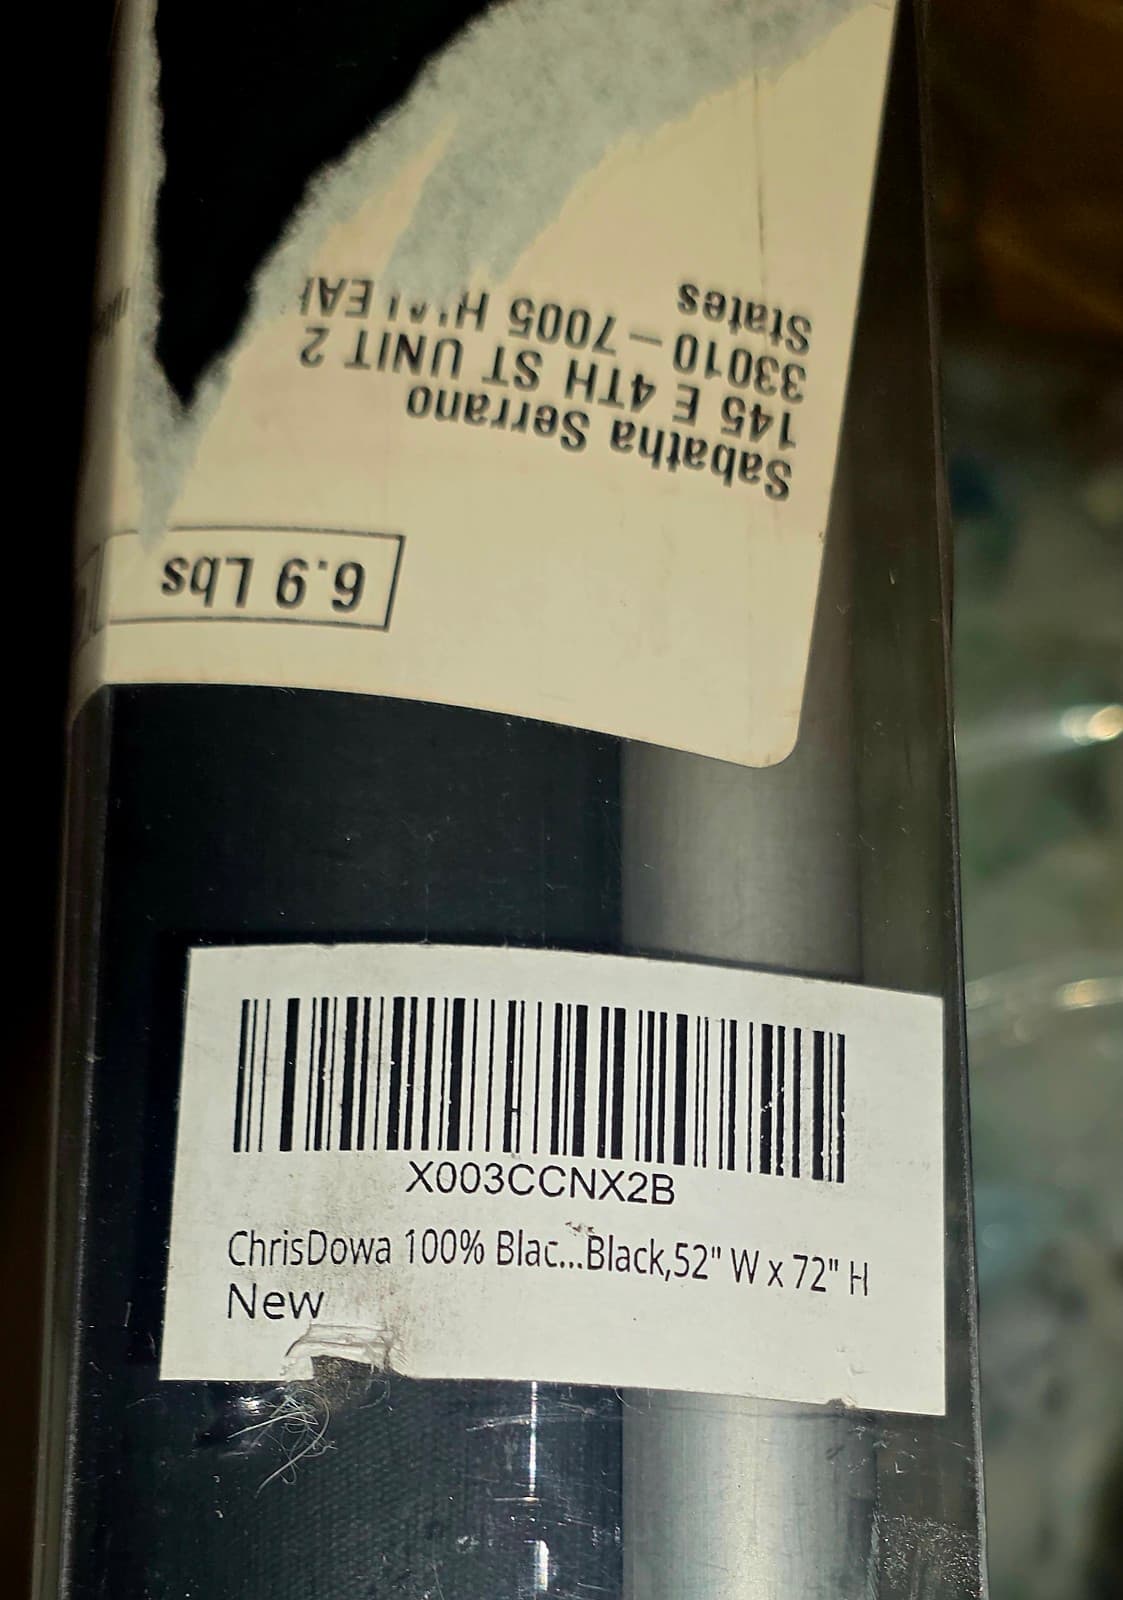 Sabatha Serrano
145 E 4TH ST UNIT 2
33010-7005
States
6.9 Lbs
X003CCNX2B
ChrisDowa 100% Blac...Black,52" W x 72" H
New